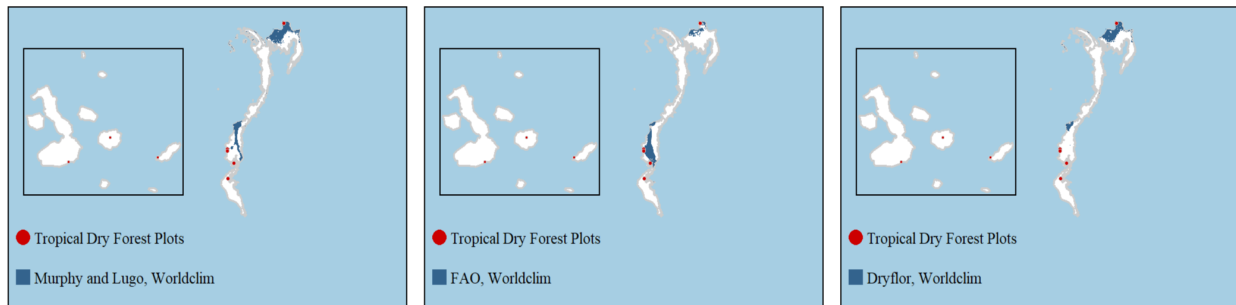 Tropical Dry Forest Plots
Murphy and Lugo, Worldclim
Tropical Dry Forest Plots
FAO, Worldclim
Tropical Dry Forest Plots
Dryflor, Worldclim